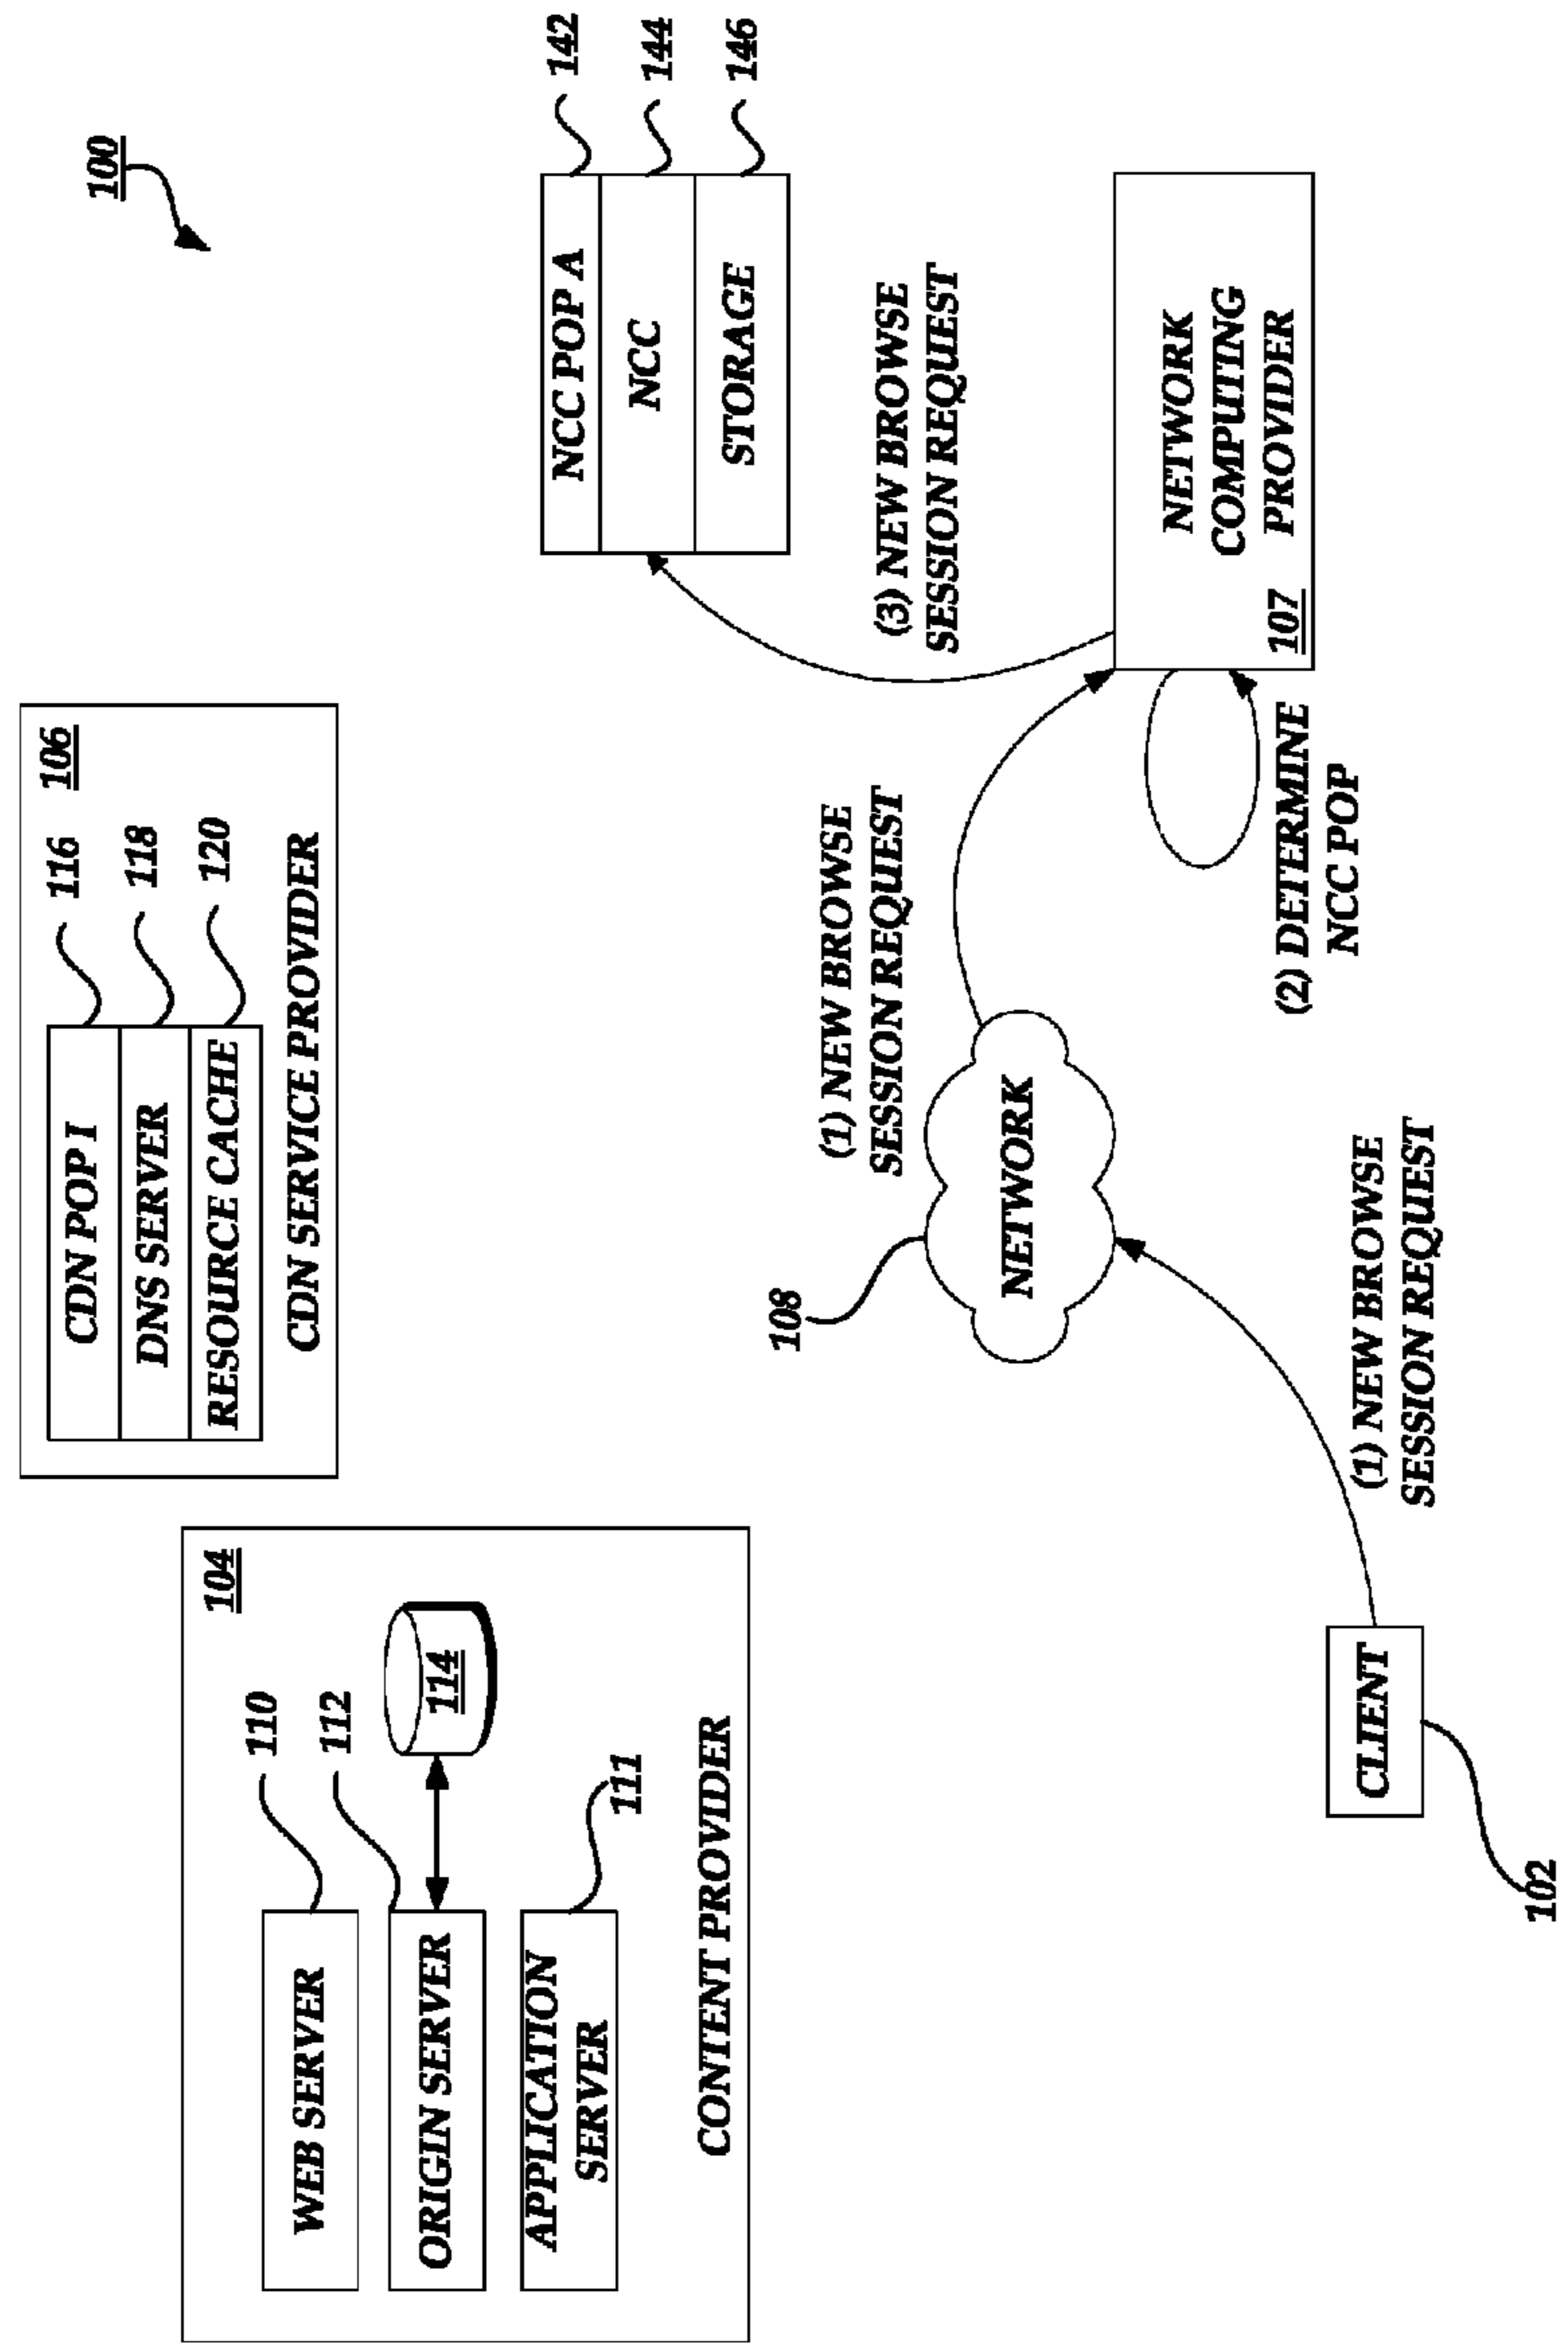 100
104
110
112
114
111
WEB SERVER
ORIGIN SERVER
APPLICATION
SERVER
CONTENT PROVIDER
106
116
118
120
CDN POP I
DNS SERVER
RESOURCE CACHE
CDN SERVICE PROVIDER
142
144
146
NCC POP A
NCC
STORAGE
108
NETWORK
(1) NEW BROWSE
SESSION REQUEST
(3) NEW BROWSE
SESSION REQUEST
NETWORK
COMPUTING
PROVIDER
107
(2) DETERMINE
NCC POP
(1) NEW BROWSE
SESSION REQUEST
CLIENT
102